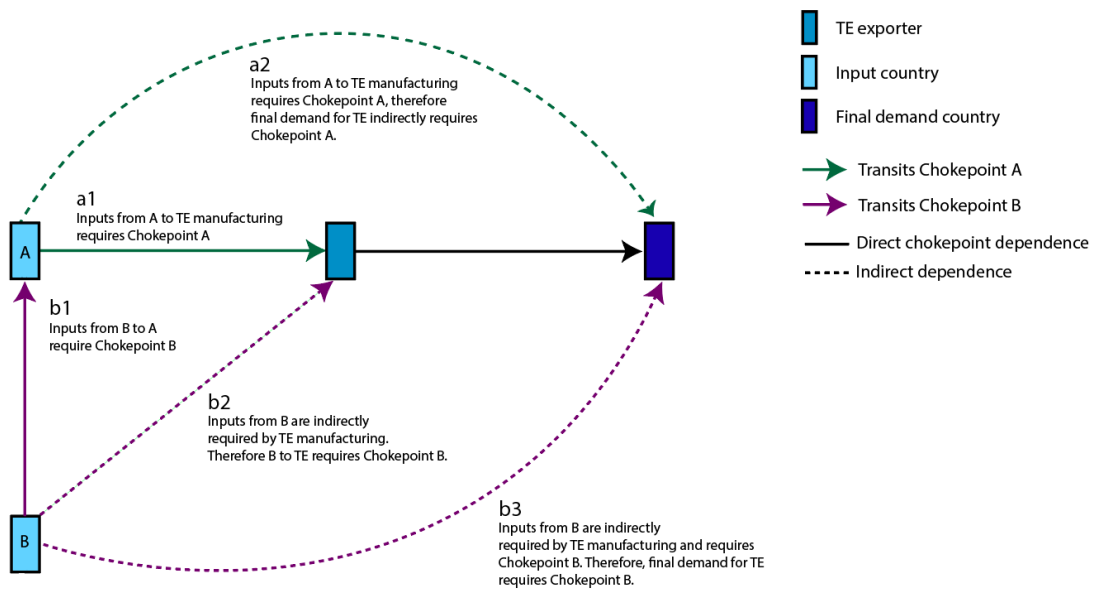 a2
Inputs from A to TE manufacturing
requires Chokepoint A, therefore
final demand for TE indirectly requires
Chokepoint A.
a1
Inputs from A to TE manufacturing
requires Chokepoint A
A
b1
Inputs from B to A
require Chokepoint B
b2
Inputs from B are indirectly
required by TE manufacturing.
Therefore B to TE requires Chokepoint B.
B
b3
Inputs from B are indirectly
required by TE manufacturing and requires
Chokepoint B. Therefore, final demand for TE
requires Chokepoint B.
TE exporter
Input country
Final demand country
Transits Chokepoint A
Transits Chokepoint B
Direct chokepoint dependence
Indirect dependence